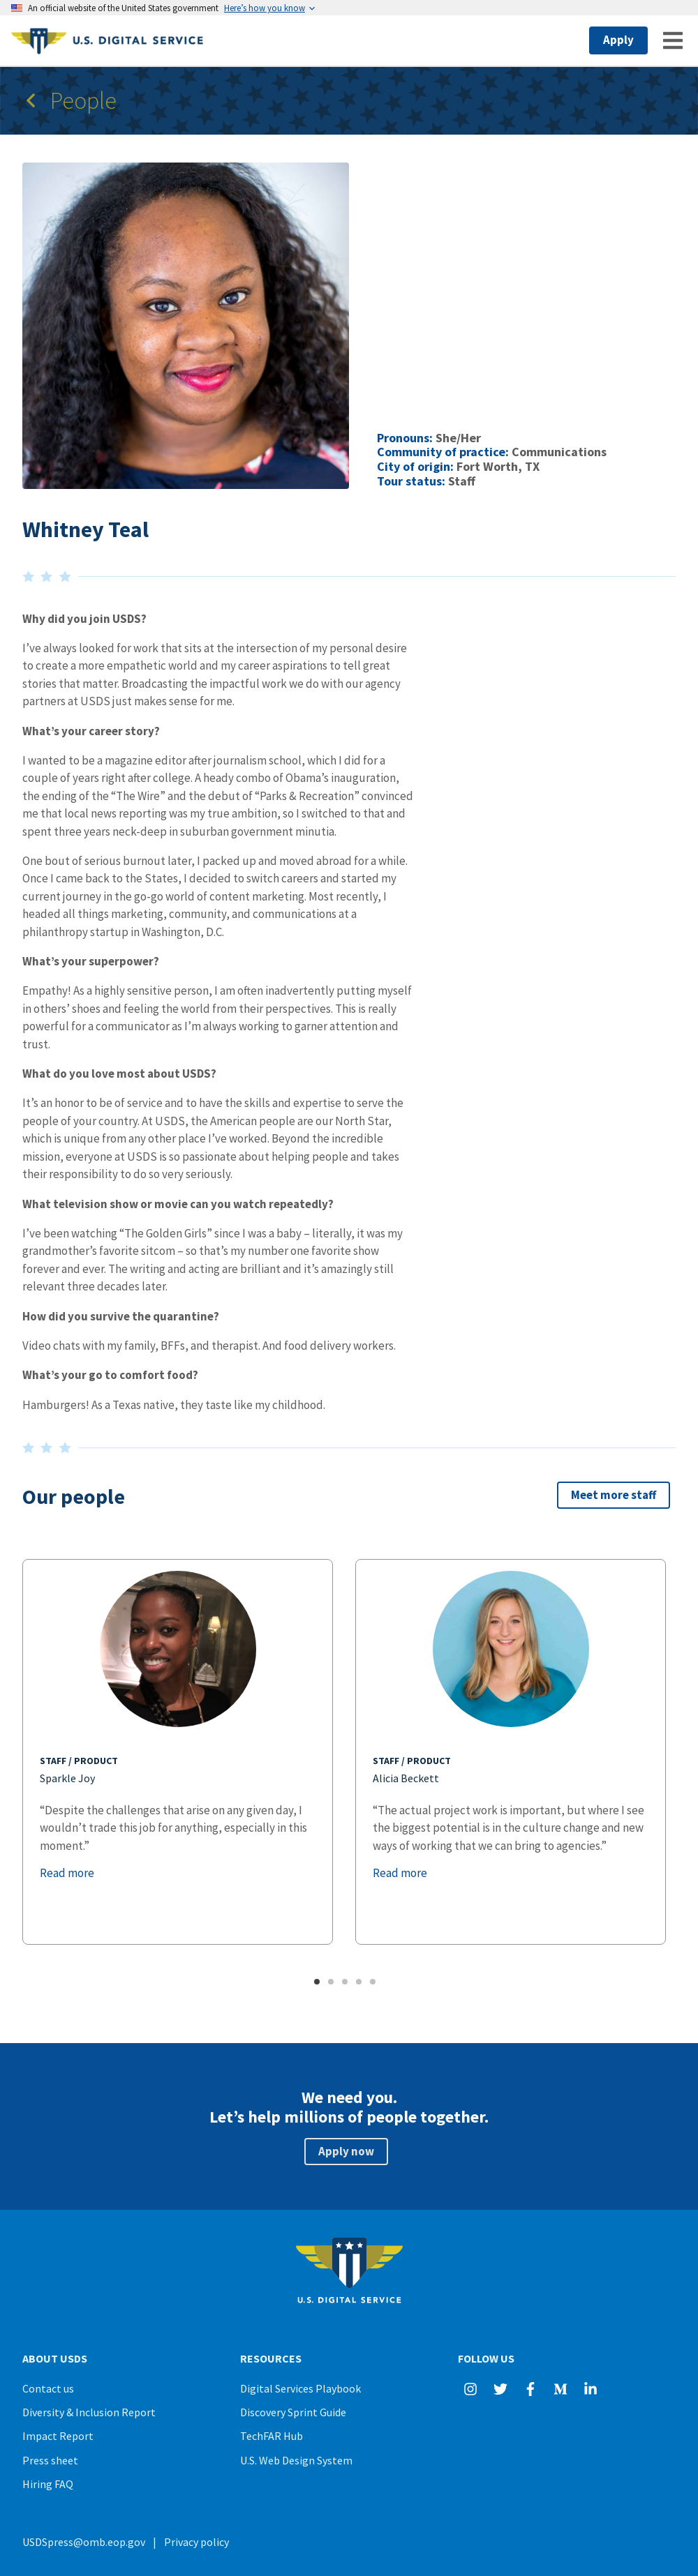 An official website of the United States government Here’s how you know
U.S. DIGITAL SERVICE
Apply
People
Pronouns: She/Her
Community of practice: Communications
City of origin: Fort Worth, TX
Tour status: Staff
Whitney Teal
Why did you join USDS?
I’ve always looked for work that sits at the intersection of my personal desire
to create a more empathetic world and my career aspirations to tell great
stories that matter. Broadcasting the impactful work we do with our agency
partners at USDS just makes sense for me.
What’s your career story?
I wanted to be a magazine editor after journalism school, which I did for a
couple of years right after college. A heady combo of Obama’s inauguration,
the ending of the “The Wire” and the debut of “Parks & Recreation” convinced
me that local news reporting was my true ambition, so I switched to that and
spent three years neck-deep in suburban government minutia.
One bout of serious burnout later, I packed up and moved abroad for a while.
Once I came back to the States, I decided to switch careers and started my
current journey in the go-go world of content marketing. Most recently, I
headed all things marketing, community, and communications at a
philanthropy startup in Washington, D.C.
What’s your superpower?
Empathy! As a highly sensitive person, I am often inadvertently putting myself
in others’ shoes and feeling the world from their perspectives. This is really
powerful for a communicator as I’m always working to garner attention and
trust.
What do you love most about USDS?
It’s an honor to be of service and to have the skills and expertise to serve the
people of your country. At USDS, the American people are our North Star,
which is unique from any other place I’ve worked. Beyond the incredible
mission, everyone at USDS is so passionate about helping people and takes
their responsibility to do so very seriously.
What television show or movie can you watch repeatedly?
I’ve been watching “The Golden Girls” since I was a baby – literally, it was my
grandmother’s favorite sitcom – so that’s my number one favorite show
forever and ever. The writing and acting are brilliant and it’s amazingly still
relevant three decades later.
How did you survive the quarantine?
Video chats with my family, BFFs, and therapist. And food delivery workers.
What’s your go to comfort food?
Hamburgers! As a Texas native, they taste like my childhood.
Our people
Meet more staff
STAFF / PRODUCT
Sparkle Joy
“Despite the challenges that arise on any given day, I
wouldn’t trade this job for anything, especially in this
moment.”
Read more
STAFF / PRODUCT
Alicia Beckett
“The actual project work is important, but where I see
the biggest potential is in the culture change and new
ways of working that we can bring to agencies.”
Read more
We need you.
Let’s help millions of people together.
Apply now
U.S. DIGITAL SERVICE
ABOUT USDS
Contact us
Diversity & Inclusion Report
Impact Report
Press sheet
Hiring FAQ
RESOURCES
Digital Services Playbook
Discovery Sprint Guide
TechFAR Hub
U.S. Web Design System
FOLLOW US
USDSpress@omb.eop.gov | Privacy policy